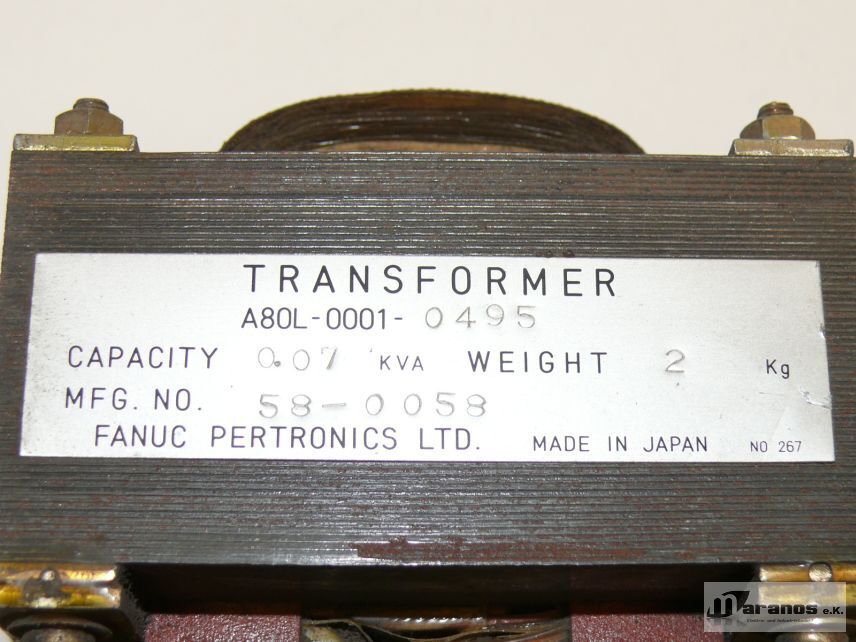 TRANSFORMER
A80L-0001-0495
CAPACITY 0.07 KVA WEIGHT 2 Kg
MFG. NO. 58-0058
FANUC PERTRONICS LTD. MADE IN JAPAN NO 267
maranos e.K.